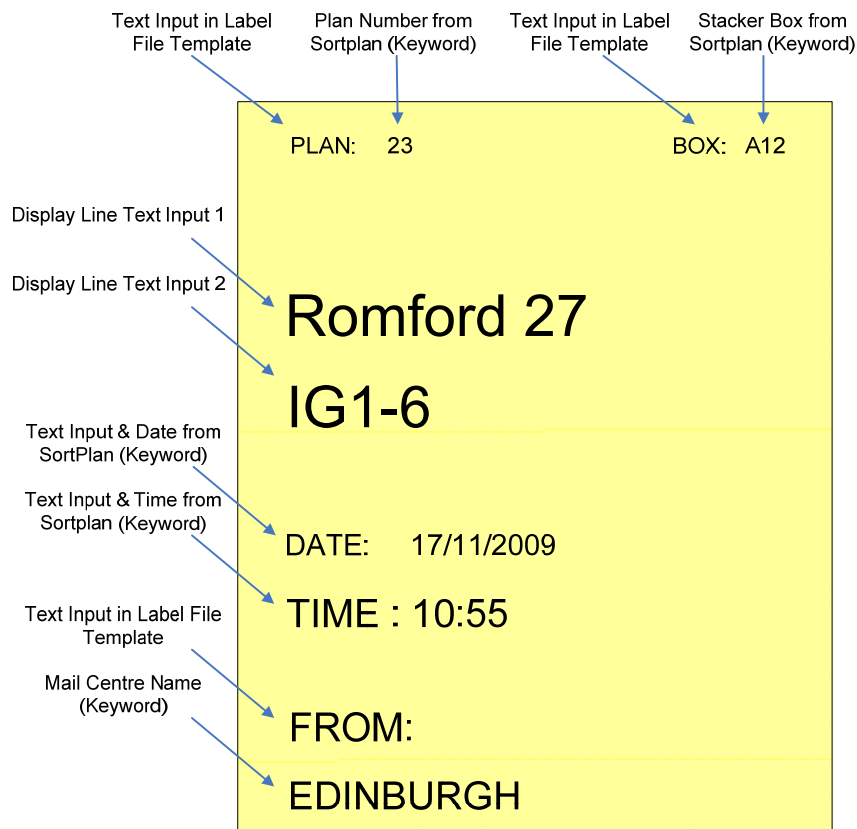 Text Input in Label
File Template
Plan Number from
Sortplan (Keyword)
Text Input in Label
File Template
Stacker Box from
Sortplan (Keyword)
PLAN: 23
BOX: A12
Display Line Text Input 1
Display Line Text Input 2
Romford 27
IG1-6
Text Input & Date from
SortPlan (Keyword)
Text Input & Time from
Sortplan (Keyword)
DATE: 17/11/2009
TIME : 10:55
Text Input in Label File
Template
Mail Centre Name
(Keyword)
FROM:
EDINBURGH